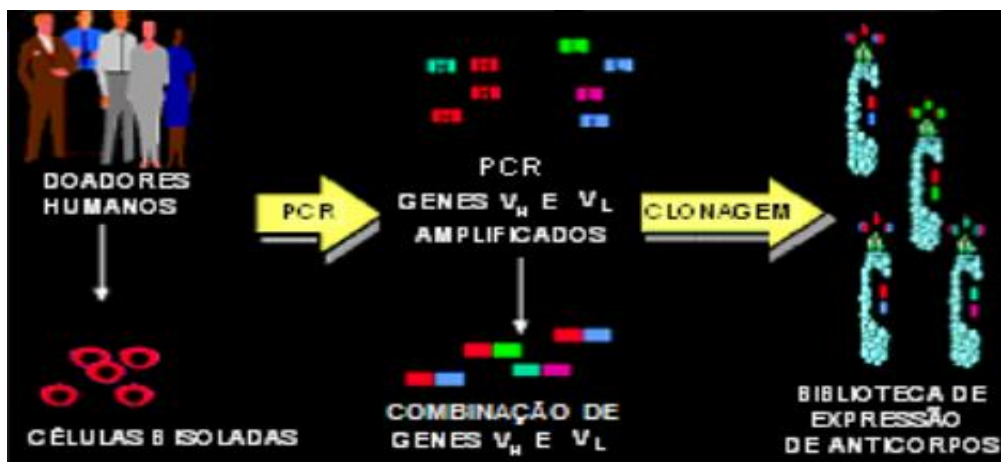 DOADORES
HUMANOS
CÉLULAS B ISOLADAS
PCR
PCR
GENES VH E VL
AMPLIFICADOS
COMBINAÇÃO DE
GENES VH E VL
CLONAGEM
BIBLIOTECA DE
EXPRESSÃO
DE ANTICORPOS